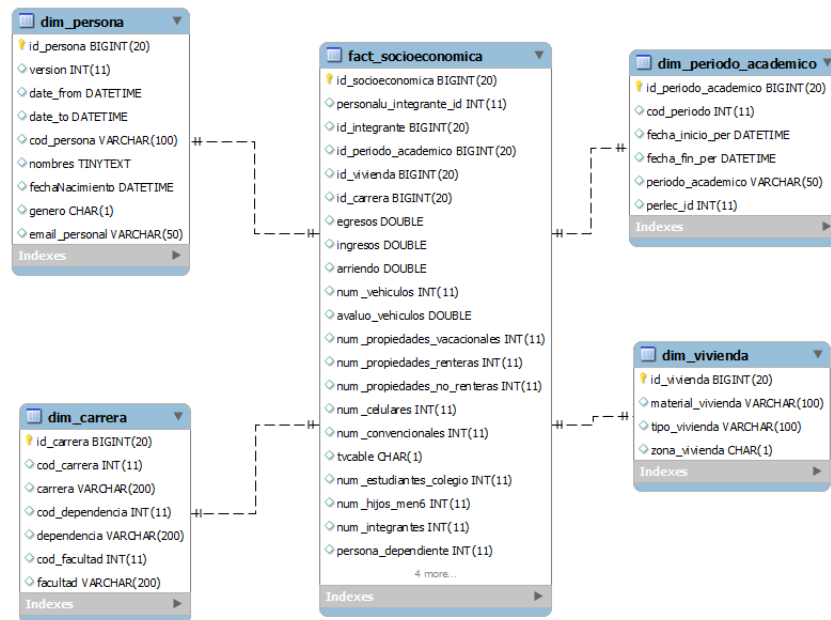 dim_persona
id_persona BIGINT(20)
version INT(11)
date_from DATETIME
date_to DATETIME
cod_persona VARCHAR(100)
nombres TINYTEXT
fechaNacimiento DATETIME
genero CHAR(1)
email_personal VARCHAR(50)
Indexes
fact_socioeconomica
id_socioeconomica BIGINT(20)
personalu_integrante_id INT(11)
id_integrante BIGINT(20)
id_periodo_academico BIGINT(20)
id_vivienda BIGINT(20)
id_carrera BIGINT(20)
egresos DOUBLE
ingresos DOUBLE
arriendo DOUBLE
num_vehiculos INT(11)
avaluo_vehiculos DOUBLE
num_propiedades_vacacionales INT(11)
num_propiedades_renteras INT(11)
num_propiedades_no_renteras INT(11)
num_celulares INT(11)
num_convencionales INT(11)
tvcable CHAR(1)
num_estudiantes_colegio INT(11)
num_hijos_men6 INT(11)
num_integrantes INT(11)
persona_dependiente INT(11)
4 more...
Indexes
dim_periodo_academico
id_periodo_academico BIGINT(20)
cod_periodo INT(11)
fecha_inicio_per DATETIME
fecha_fin_per DATETIME
periodo_academico VARCHAR(50)
perlec_id INT(11)
Indexes
dim_vivienda
id_vivienda BIGINT(20)
material_vivienda VARCHAR(100)
tipo_vivienda VARCHAR(100)
zona_vivienda CHAR(1)
Indexes
dim_carrera
id_carrera BIGINT(20)
cod_carrera INT(11)
carrera VARCHAR(200)
cod_dependencia INT(11)
dependencia VARCHAR(200)
cod_facultad INT(11)
facultad VARCHAR(200)
Indexes